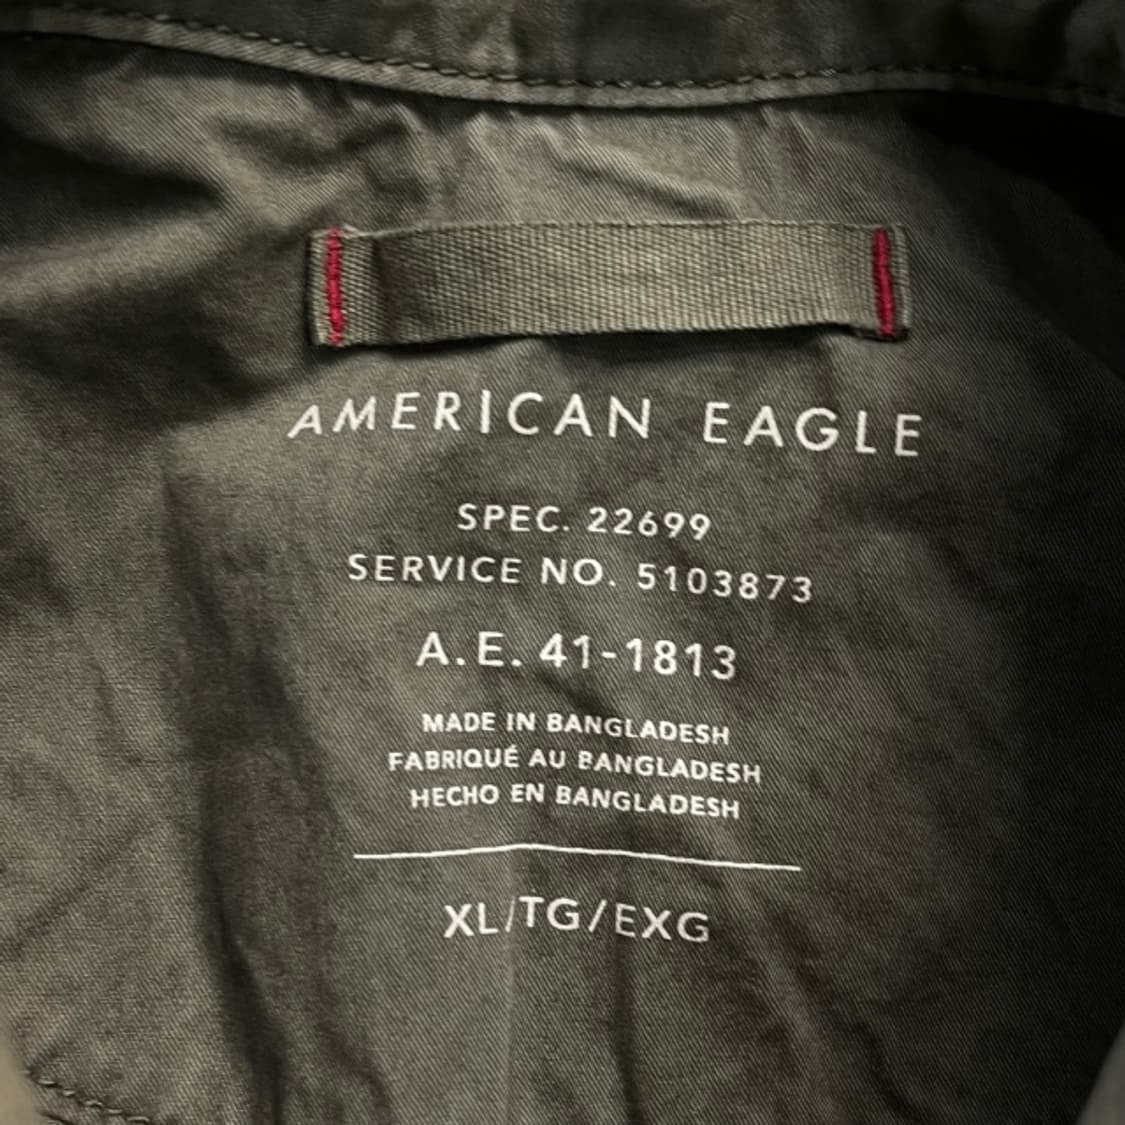 AMERICAN EAGLE
SPEC. 22699
SERVICE NO. 5103873
A.E. 41-1813
MADE IN BANGLADESH
FABRIQUÉ AU BANGLADESH
HECHO EN BANGLADESH
XL/TG/EXG